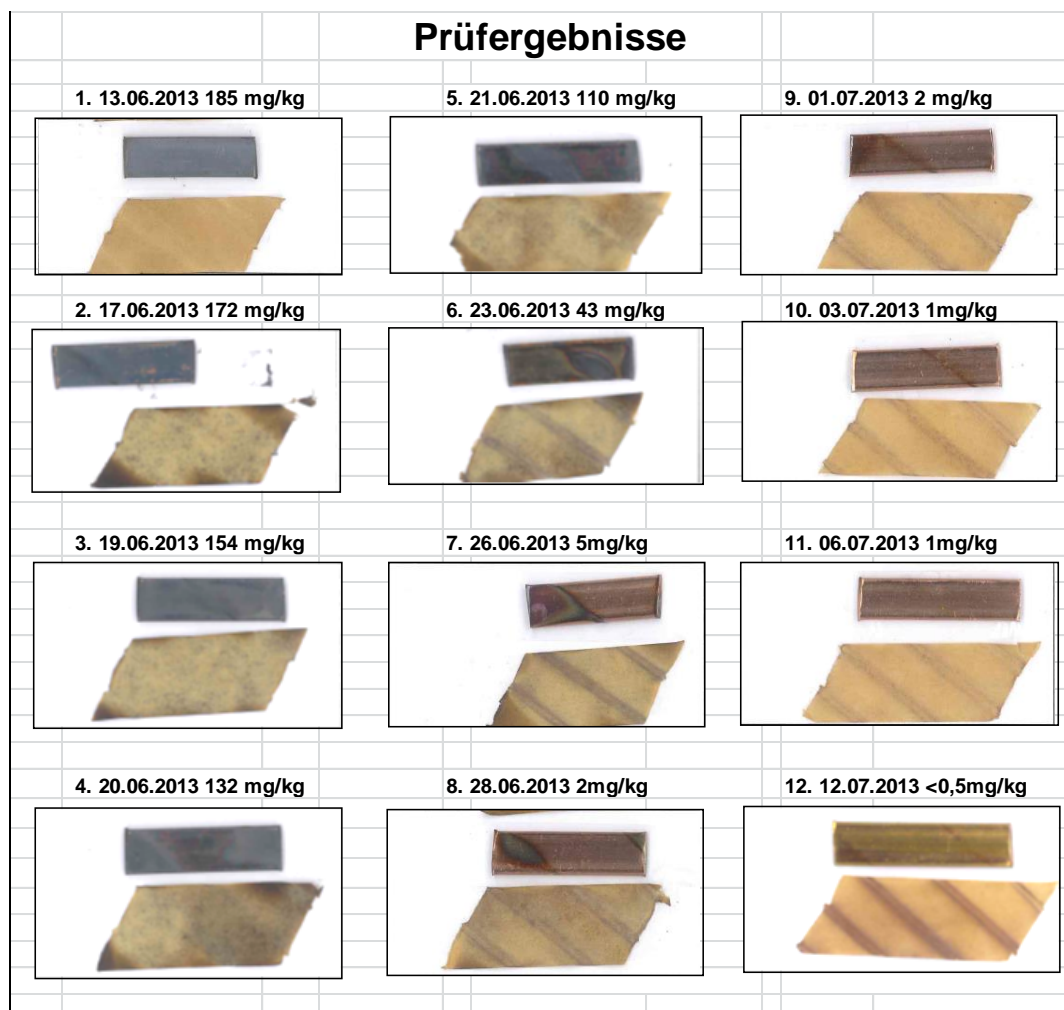 Prüfergebnisse
1. 13.06.2013 185 mg/kg
5. 21.06.2013 110 mg/kg
9. 01.07.2013 2 mg/kg
2. 17.06.2013 172 mg/kg
6. 23.06.2013 43 mg/kg
10. 03.07.2013 1mg/kg
3. 19.06.2013 154 mg/kg
7. 26.06.2013 5mg/kg
11. 06.07.2013 1mg/kg
4. 20.06.2013 132 mg/kg
8. 28.06.2013 2mg/kg
12. 12.07.2013 <0,5mg/kg